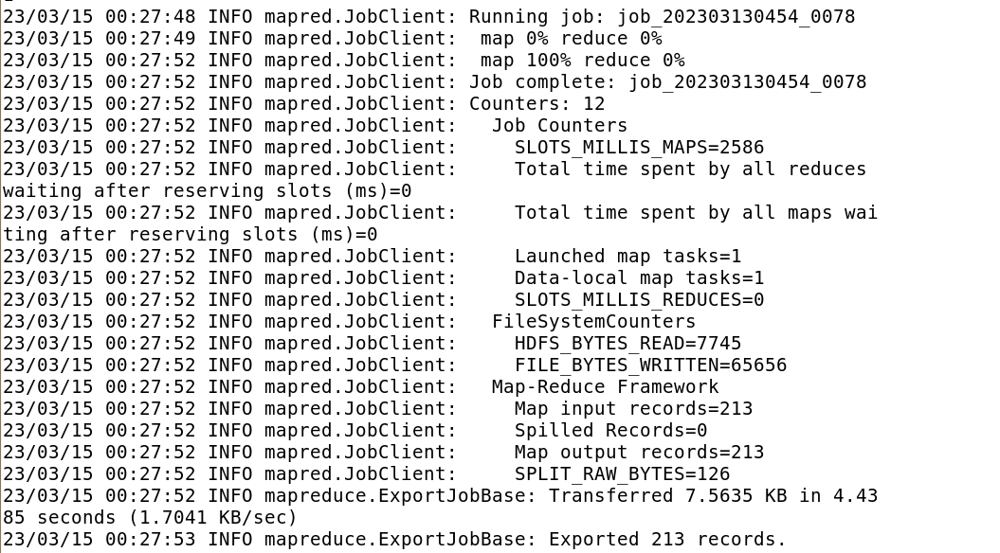 23/03/15 00:27:48 INFO mapred.JobClient: Running job: job_202303130454_0078
23/03/15 00:27:49 INFO mapred.JobClient:  map 0% reduce 0%
23/03/15 00:27:52 INFO mapred.JobClient:  map 100% reduce 0%
23/03/15 00:27:52 INFO mapred.JobClient: Job complete: job_202303130454_0078
23/03/15 00:27:52 INFO mapred.JobClient: Counters: 12
23/03/15 00:27:52 INFO mapred.JobClient:   Job Counters
23/03/15 00:27:52 INFO mapred.JobClient:     SLOTS_MILLIS_MAPS=2586
23/03/15 00:27:52 INFO mapred.JobClient:     Total time spent by all reduces
waiting after reserving slots (ms)=0
23/03/15 00:27:52 INFO mapred.JobClient:     Total time spent by all maps wai
ting after reserving slots (ms)=0
23/03/15 00:27:52 INFO mapred.JobClient:     Launched map tasks=1
23/03/15 00:27:52 INFO mapred.JobClient:     Data-local map tasks=1
23/03/15 00:27:52 INFO mapred.JobClient:     SLOTS_MILLIS_REDUCES=0
23/03/15 00:27:52 INFO mapred.JobClient:   FileSystemCounters
23/03/15 00:27:52 INFO mapred.JobClient:     HDFS_BYTES_READ=7745
23/03/15 00:27:52 INFO mapred.JobClient:     FILE_BYTES_WRITTEN=65656
23/03/15 00:27:52 INFO mapred.JobClient:   Map-Reduce Framework
23/03/15 00:27:52 INFO mapred.JobClient:     Map input records=213
23/03/15 00:27:52 INFO mapred.JobClient:     Spilled Records=0
23/03/15 00:27:52 INFO mapred.JobClient:     Map output records=213
23/03/15 00:27:52 INFO mapred.JobClient:     SPLIT_RAW_BYTES=126
23/03/15 00:27:52 INFO mapreduce.ExportJobBase: Transferred 7.5635 KB in 4.43
85 seconds (1.7041 KB/sec)
23/03/15 00:27:53 INFO mapreduce.ExportJobBase: Exported 213 records.